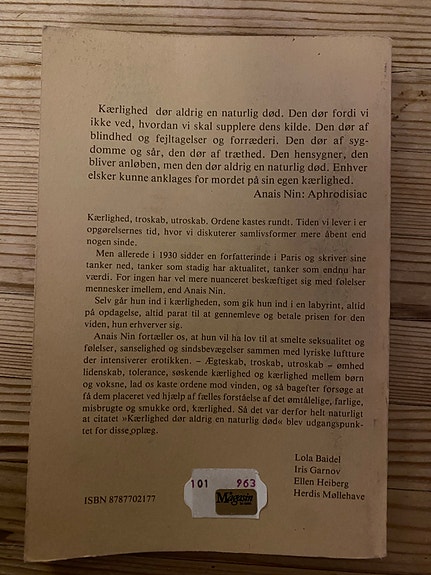 Kærlighed dør aldrig en naturlig død. Den dør fordi vi
ikke ved, hvordan vi skal supplere dens kilde. Den dør af
blindhed og fejltagelser og forræderi. Den dør af syg-
domme og sår, den dør af træthed. Den hensygner, den
bliver anløben, men den dør aldrig en naturlig død. Enhver
elsker kunne anklages for mordet på sin egen kærlighed.
Anais Nin: Aphrodisiac
Kærlighed, troskab, utroskab. Ordene kastes rundt. Tiden vi lever i er
opgørelsernes tid, hvor vi diskuterer samlivsformer mere åbent end
nogen sinde.
Men allerede i 1930 sidder en forfatterinde i Paris og skriver sine
tanker ned, tanker som stadig har aktualitet, tanker som endnu har
værdi. For ingen har vel mere nuanceret beskæftiget sig med følelser
mennesker imellem, end Anais Nin.
Selv går hun ind i kærligheden, som gik hun ind i en labyrint, altid
på opdagelse, altid parat til at gennemleve og betale prisen for den
viden, hun erhverver sig.
Anais Nin fortæller os, at hun vil ha lov til at smelte seksualitet og
følelser, sanselighed og sindsbevægelser sammen med lyriske luftture
der intensiverer erotikken. – Ægteskab, troskab, utroskab – ømhed
lidenskab, tolerance, søskende kærlighed og kærlighed mellem børn
og voksne, lad os kaste ordene mod vinden, og så bagefter forsøge at
få dem placeret ved hjælp af fælles forståelse af det ømtålelige, farlige,
misbrugte og smukke ord, kærlighed. Så det var derfor helt naturligt
at citatet »Kærlighed dør aldrig en naturlig død« blev udgangspunk-
tet for disse oplæg.
Lola Baidel
Iris Garnov
Ellen Heiberg
Herdis Møllehave
101 963
Magasin
ISBN 8787702177